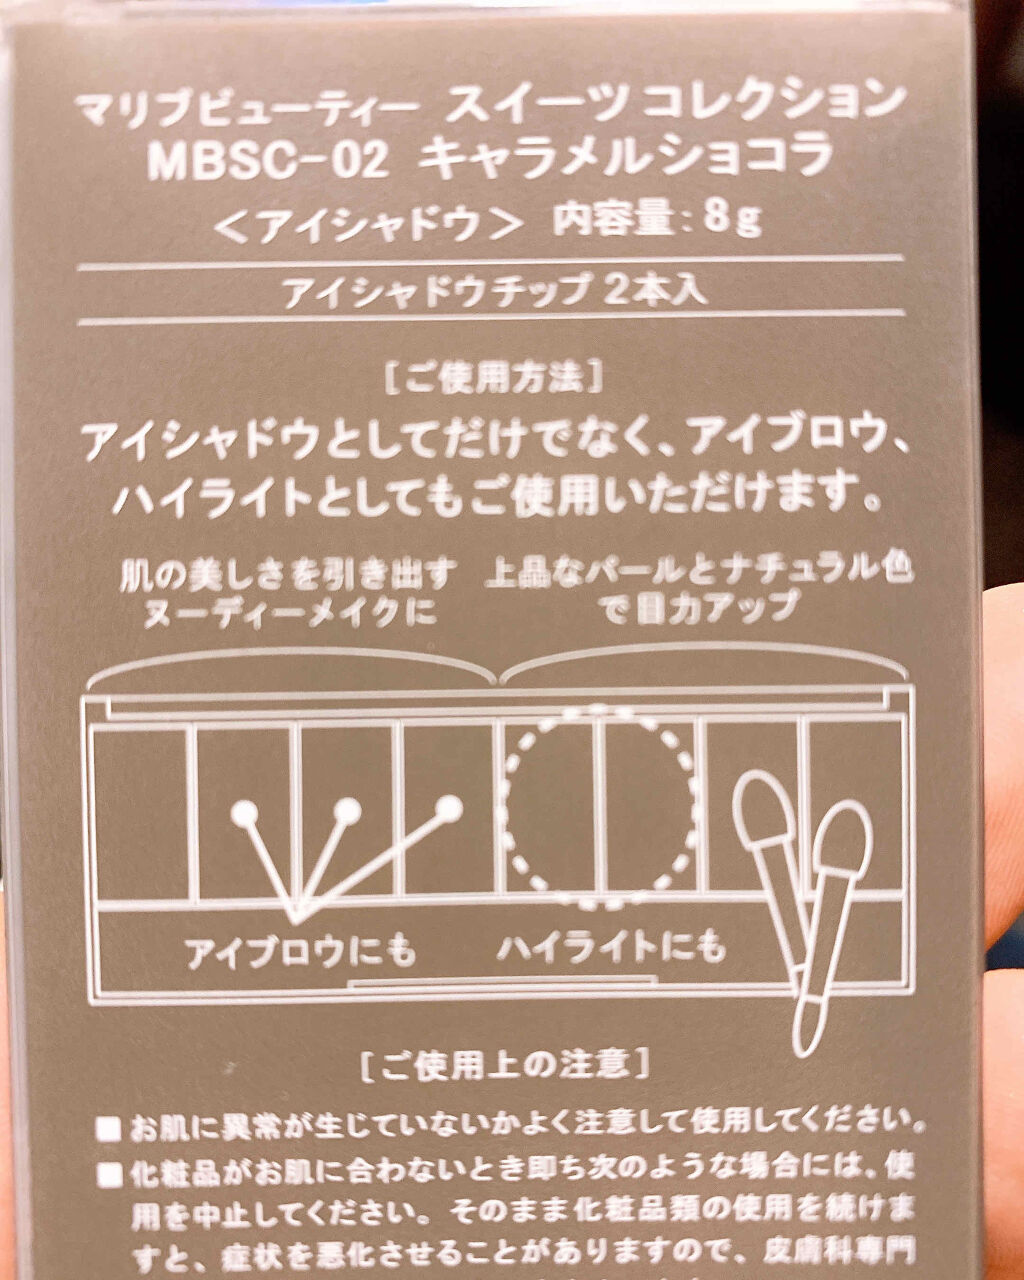 マリブビューティー スイーツコレクション
MBSC-02 キャラメルショコラ
<アイシャドウ> 内容量:8g
アイシャドウチップ2本入
[ご使用方法]
アイシャドウとしてだけでなく、アイブロウ、
ハイライトとしてもご使用いただけます。
肌の美しさを引き出す
ヌーディーメイクに
上品なパールとナチュラル色
で目力アップ
アイブロウにも
ハイライトにも
[ご使用上の注意]
■お肌に異常が生じていないかよく注意して使用してください。
■化粧品がお肌に合わないとき即ち次のような場合には、使
用を中止してください。そのまま化粧品類の使用を続けま
すと、症状を悪化させることがありますので、皮膚科専門